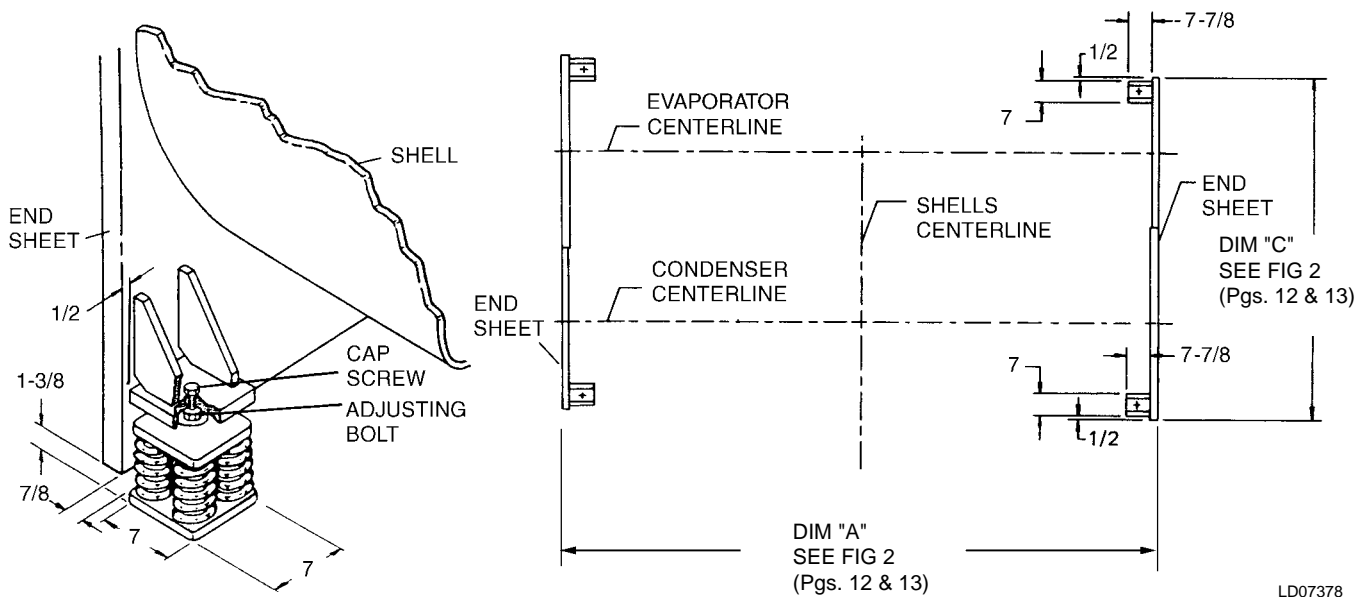 SHELL
END
SHEET
1/2
1-3/8
CAP
SCREW
ADJUSTING
BOLT
7/8
7
7
EVAPORATOR
CENTERLINE
SHELLS
CENTERLINE
CONDENSER
CENTERLINE
END
SHEET
7-7/8
1/2
7
END
SHEET
DIM "C"
SEE FIG 2
(Pgs. 12 & 13)
7-7/8
7
1/2
DIM "A"
SEE FIG 2
(Pgs. 12 & 13)
LD07378